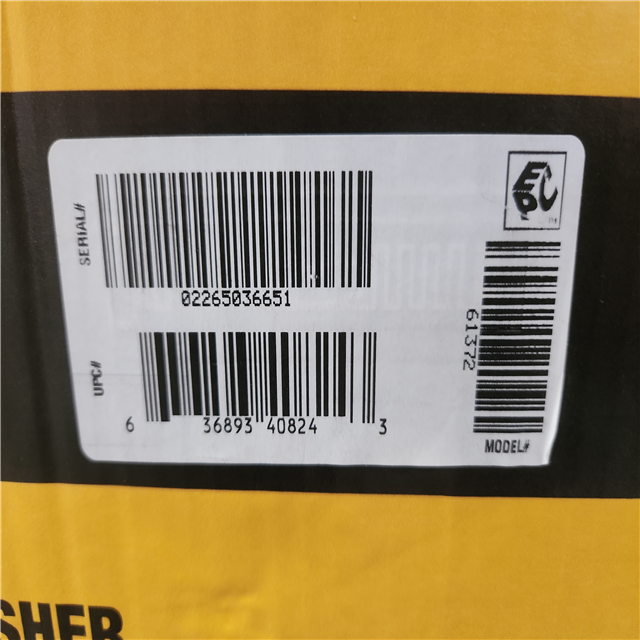 SERIAL#
02265036651
UPC#
6 36893 40824 3
61372
MODEL#
SHER